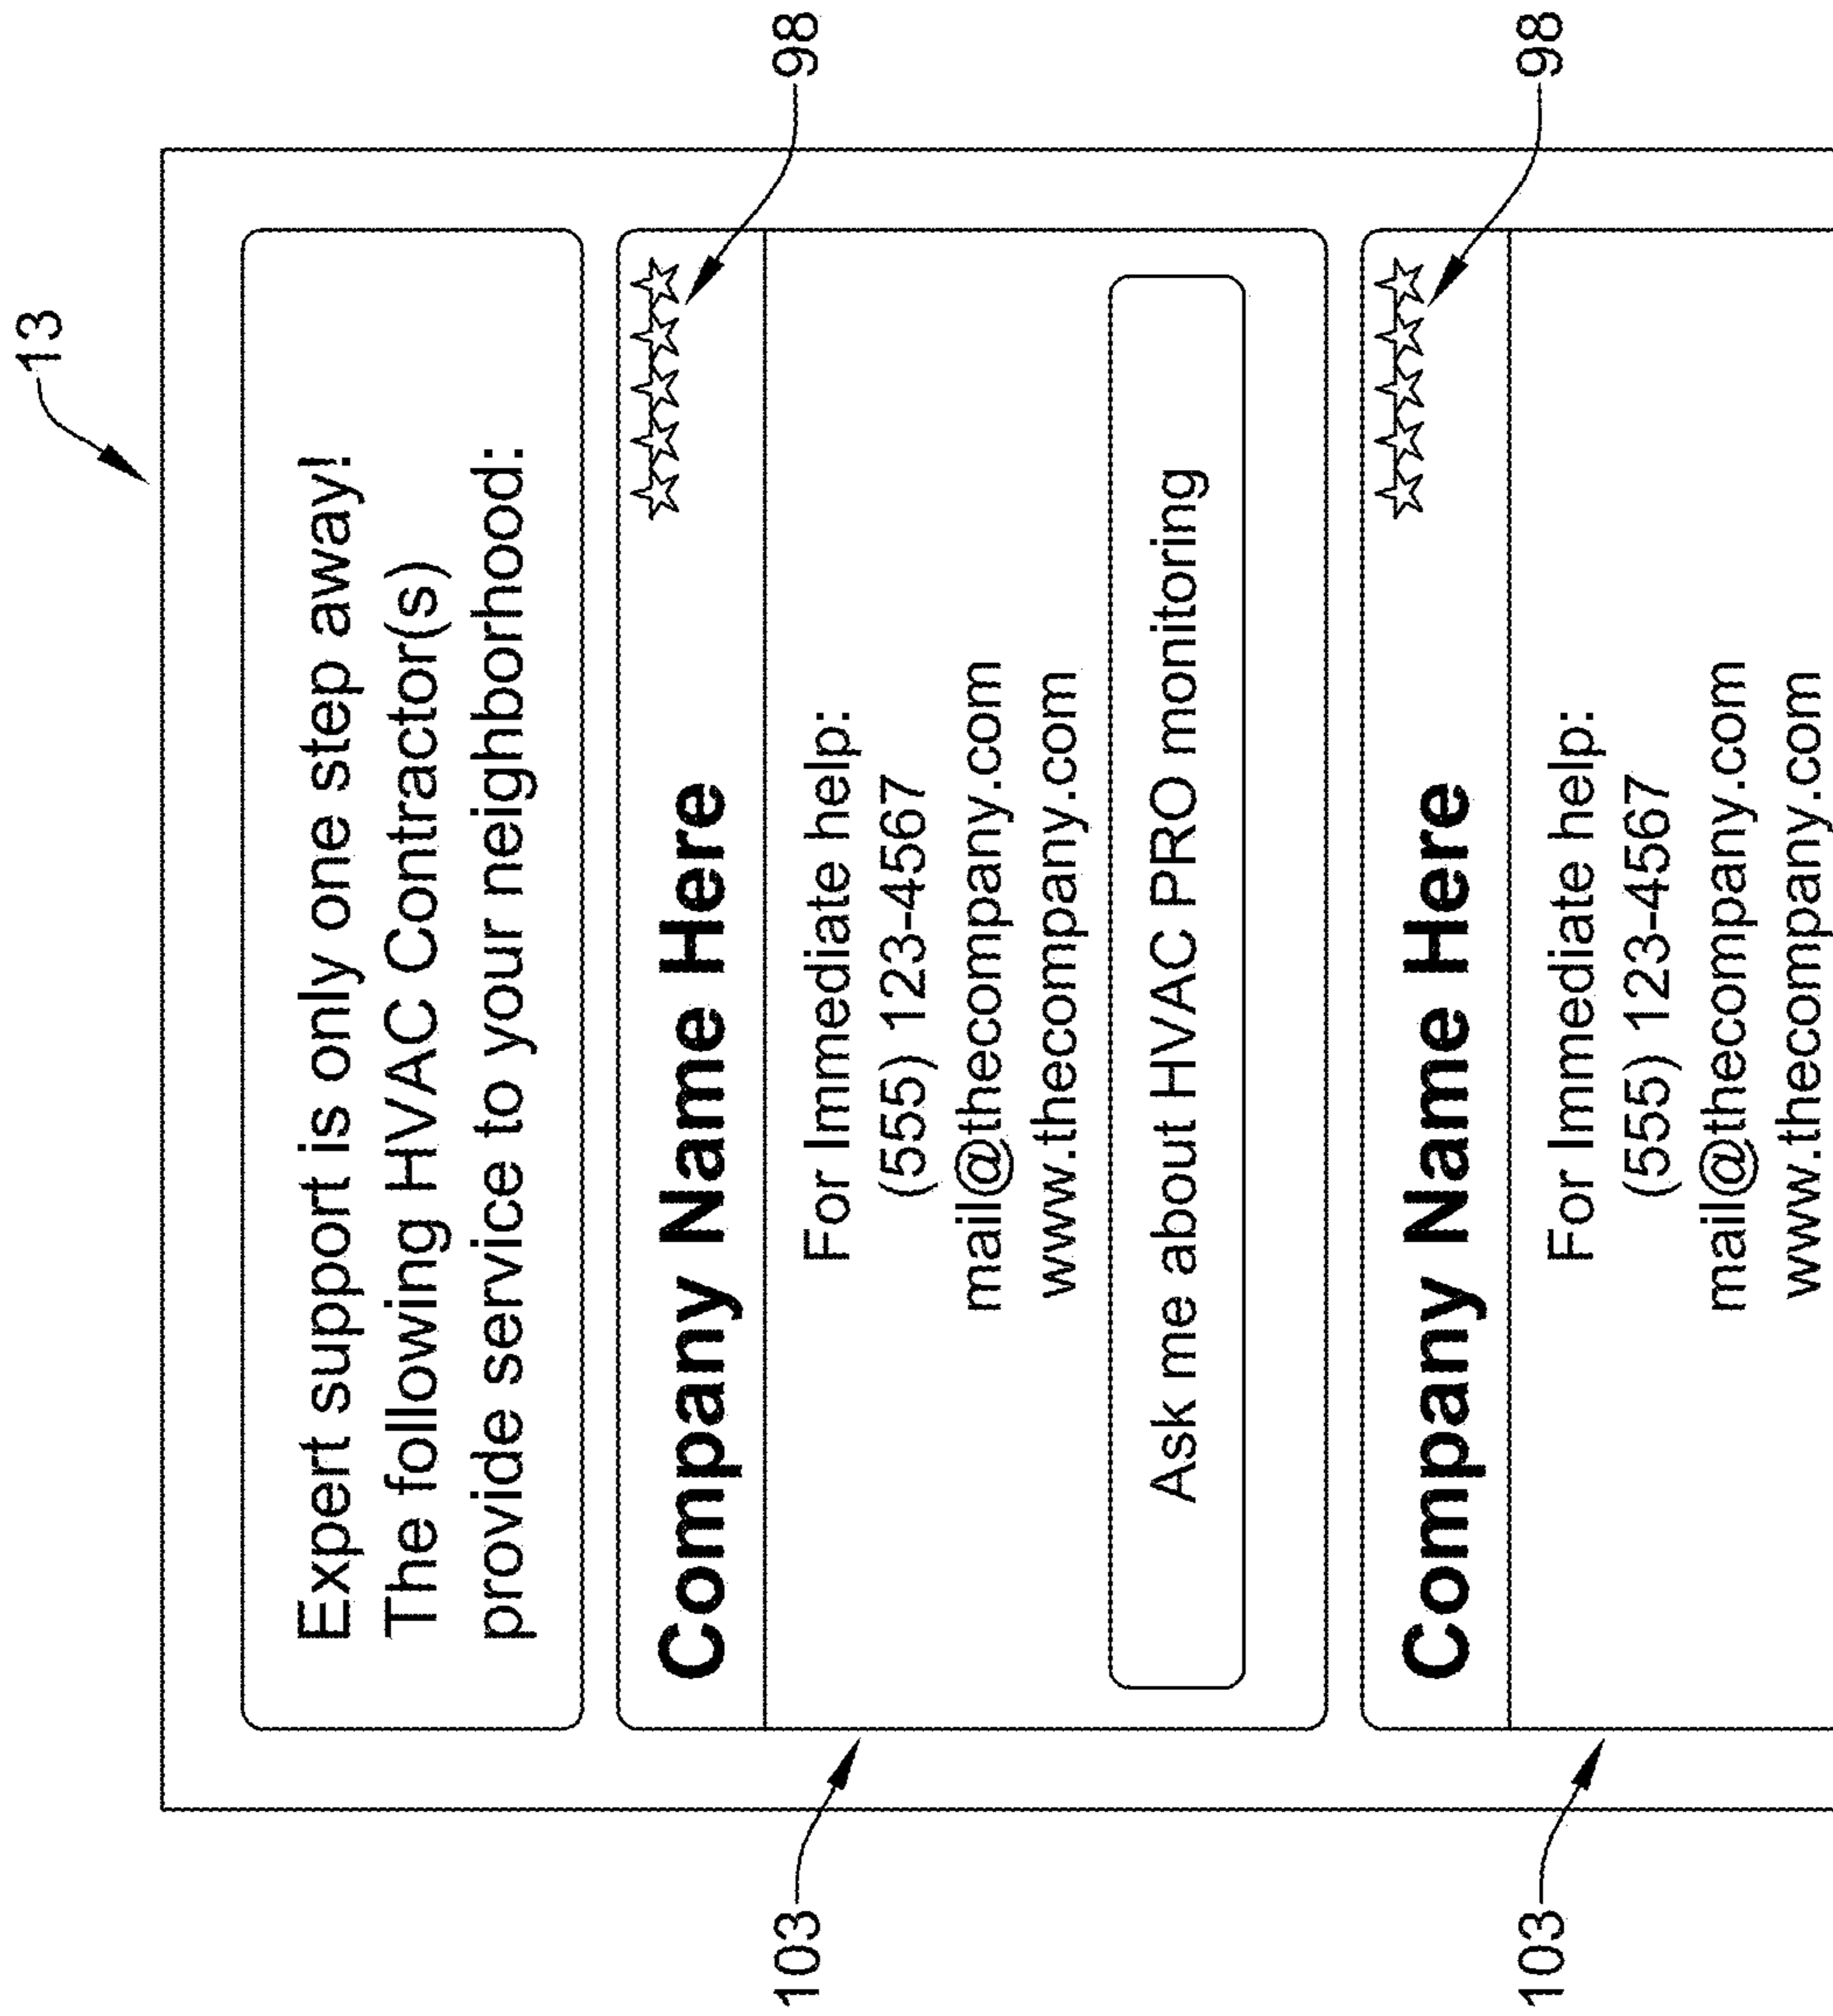 13
Expert support is only one step away!
The following HVAC Contractor(s)
provide service to your neighborhood:
Company Name Here
98
103
For Immediate help:
(555) 123-4567
mail@thecompany.com
www.thecompany.com
Ask me about HVAC PRO monitoring
Company Name Here
98
103
For Immediate help:
(555) 123-4567
mail@thecompany.com
www.thecompany.com